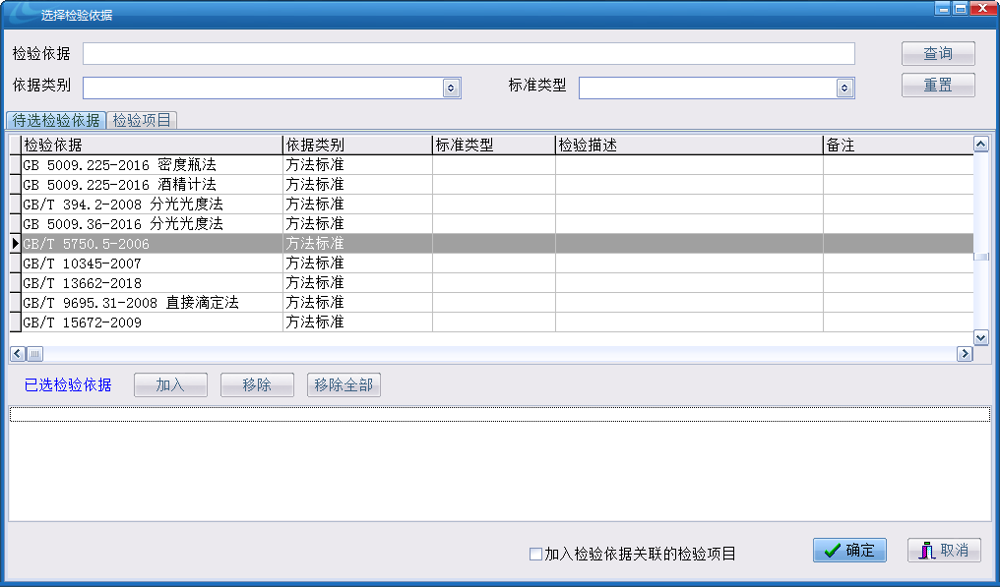 选择检验依据
检验依据 查询
依据类别 标准类型 重置
待选检验依据 检验项目
检验依据 依据类别 标准类型 检验描述 备注
GB 5009.225-2016 密度瓶法 方法标准
GB 5009.225-2016 酒精计法 方法标准
GB/T 394.2-2008 分光光度法 方法标准
GB 5009.36-2016 分光光度法 方法标准
GB/T 5750.5-2006 方法标准
GB/T 10345-2007 方法标准
GB/T 13662-2018 方法标准
GB/T 9695.31-2008 直接滴定法 方法标准
GB/T 15672-2009 方法标准
已选检验依据 加入 移除 移除全部
加入检验依据关联的检验项目 确定 取消